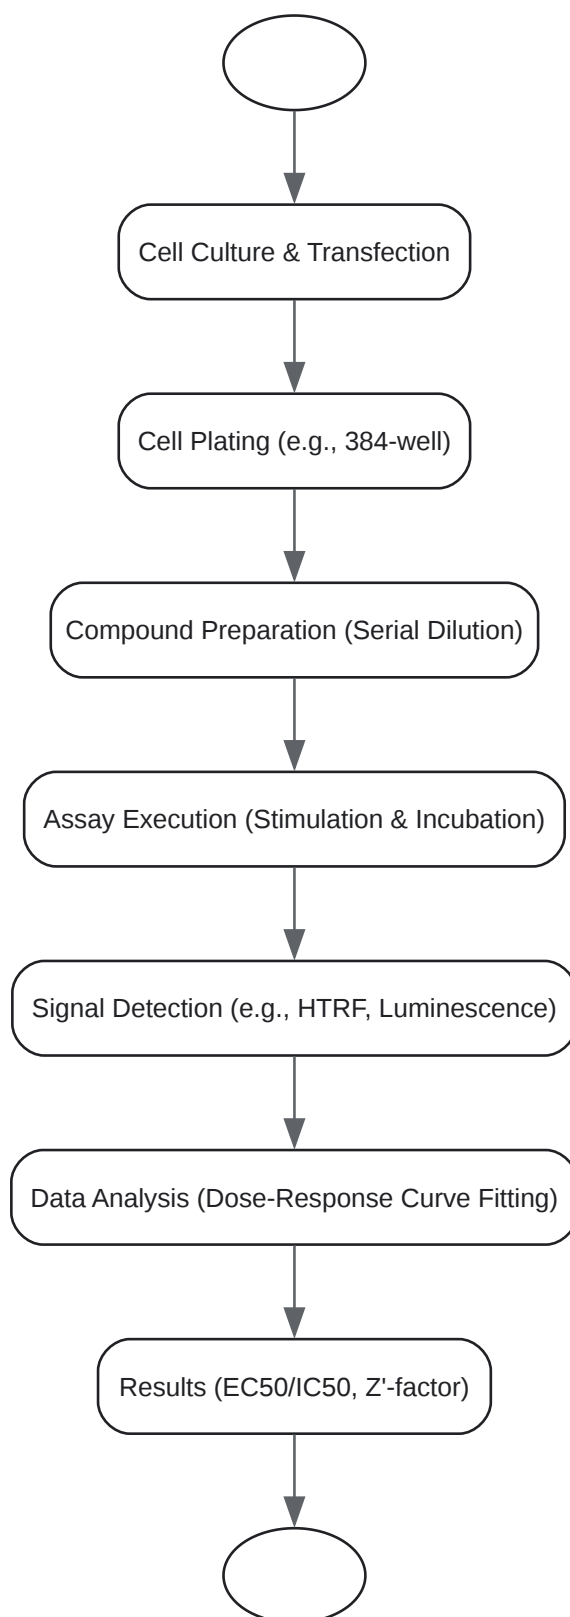 Cell Culture & Transfection
Cell Plating (e.g., 384-well)
Compound Preparation (Serial Dilution)
Assay Execution (Stimulation & Incubation)
Signal Detection (e.g., HTRF, Luminescence)
Data Analysis (Dose-Response Curve Fitting)
Results (EC50/IC50, Z'-factor)